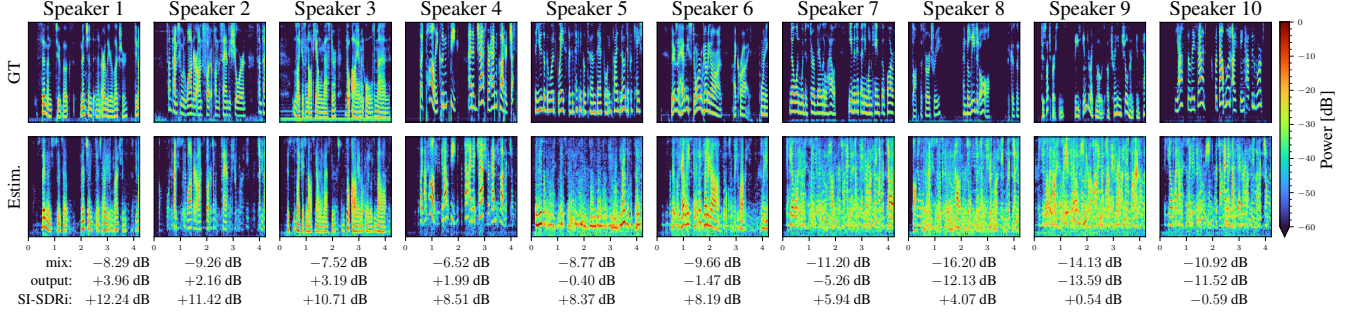 Speaker 1 Speaker 2 Speaker 3 Speaker 4 Speaker 5 Speaker 6 Speaker 7 Speaker 8 Speaker 9 Speaker 10
GT
Estim.
0
−10
−20
−30
−40
−50
−60
Power [dB]
0 1 2 3 4 0 1 2 3 4 0 1 2 3 4 0 1 2 3 4 0 1 2 3 4 0 1 2 3 4 0 1 2 3 4 0 1 2 3 4 0 1 2 3 4 0 1 2 3 4
mix: −8.29 dB −9.26 dB −7.52 dB −6.52 dB −8.77 dB −9.66 dB −11.20 dB −16.20 dB −14.13 dB −10.92 dB
output: +3.96 dB +2.16 dB +3.19 dB +1.99 dB −0.40 dB −1.47 dB −5.26 dB −12.13 dB −13.59 dB −11.52 dB
SI-SDRi: +12.24 dB +11.42 dB +10.71 dB +8.51 dB +8.37 dB +8.19 dB +5.94 dB +4.07 dB +0.54 dB −0.59 dB